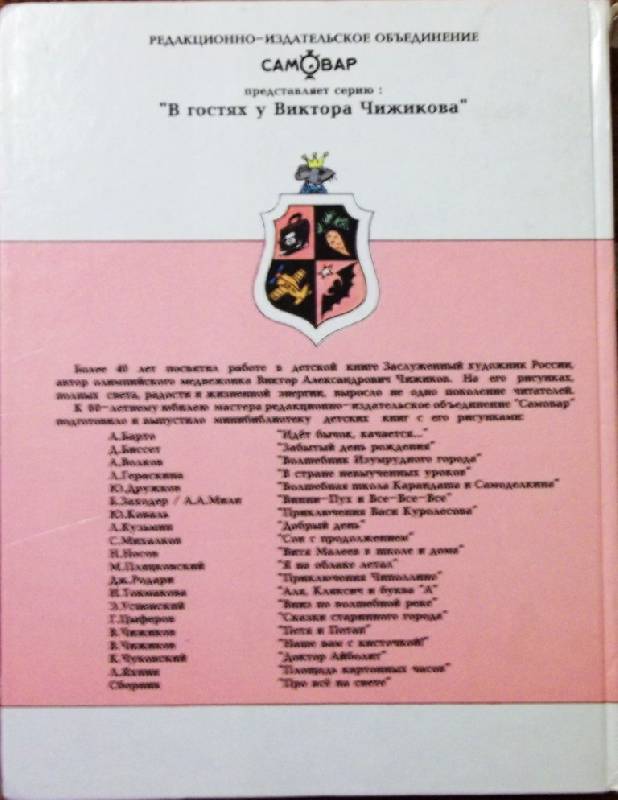 РЕДАКЦИОННО-ИЗДАТЕЛЬСКОЕ ОБЪЕДИНЕНИЕ
САМОВАР
представляет серию :
"В гостях у Виктора Чижикова"
Более 40 лет посвятил работе в детской книге Заслуженный художник России,
автор олимпийского медвежонка Виктор Александрович Чижиков. На его рисунках,
полных света, радости и жизненной энергии, выросло не одно поколение читателей.
К 60-летнему юбилею мастера редакционно-издательское объединение "Самовар"
подготовило и выпустило минибиблиотеку детских книг с его рисунками:
А.Барто "Идёт бычок, качается..."
Д.Биссет "Забытый день рождения"
А.Волков "Волшебник Изумрудного города"
Л.Гераскина "В стране невыученных уроков"
Ю.Дружков "Волшебная школа Карандаша и Самоделкина"
Б.Заходер // А.А.Милн "Винни-Пух и Все-Все-Все"
Ю.Коваль "Приключения Васи Куролесова"
Л.Кузьмин "Добрый день"
С.Михалков "Сон с продолжением"
Н.Носов "Витя Малеев в школе и дома"
М.Пляцковский "Я на облаке летал"
Дж.Родари "Приключения Чиполлино"
И.Токмакова "Аля, Кляксич и буква "А"
Э.Успенский "Вниз по волшебной реке"
Г.Цыферов "Сказки старинного города"
В.Чижиков "Петя и Потап"
В.Чижиков "Наше вам с кисточкой!"
К.Чуковский "Доктор Айболит"
Л.Яхнин "Площадь картонных часов"
Сборник "Про всё на свете"